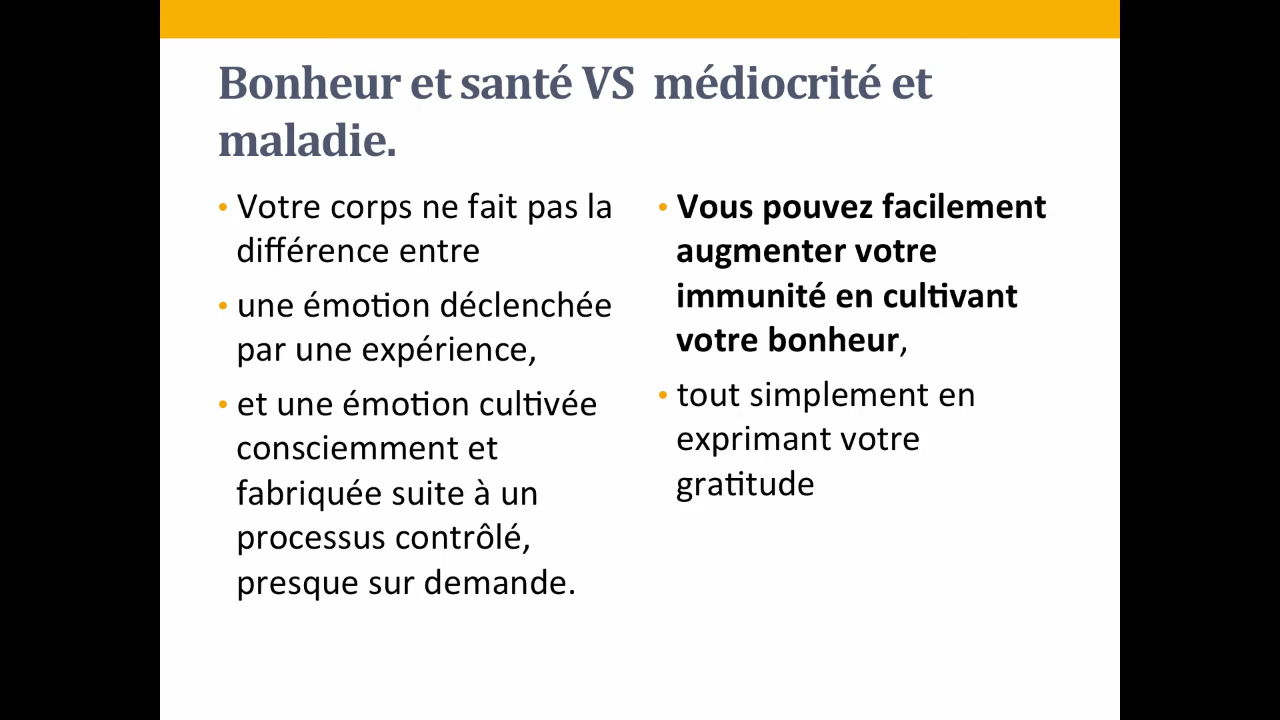 Bonheur et santé VS  médiocrité et
maladie.
• Votre corps ne fait pas la
différence entre
• une émotion déclenchée
par une expérience,
• et une émotion cultivée
consciemment et
fabriquée suite à un
processus contrôlé,
presque sur demande.
• Vous pouvez facilement
augmenter votre
immunité en cultivant
votre bonheur,
• tout simplement en
exprimant votre
gratitude